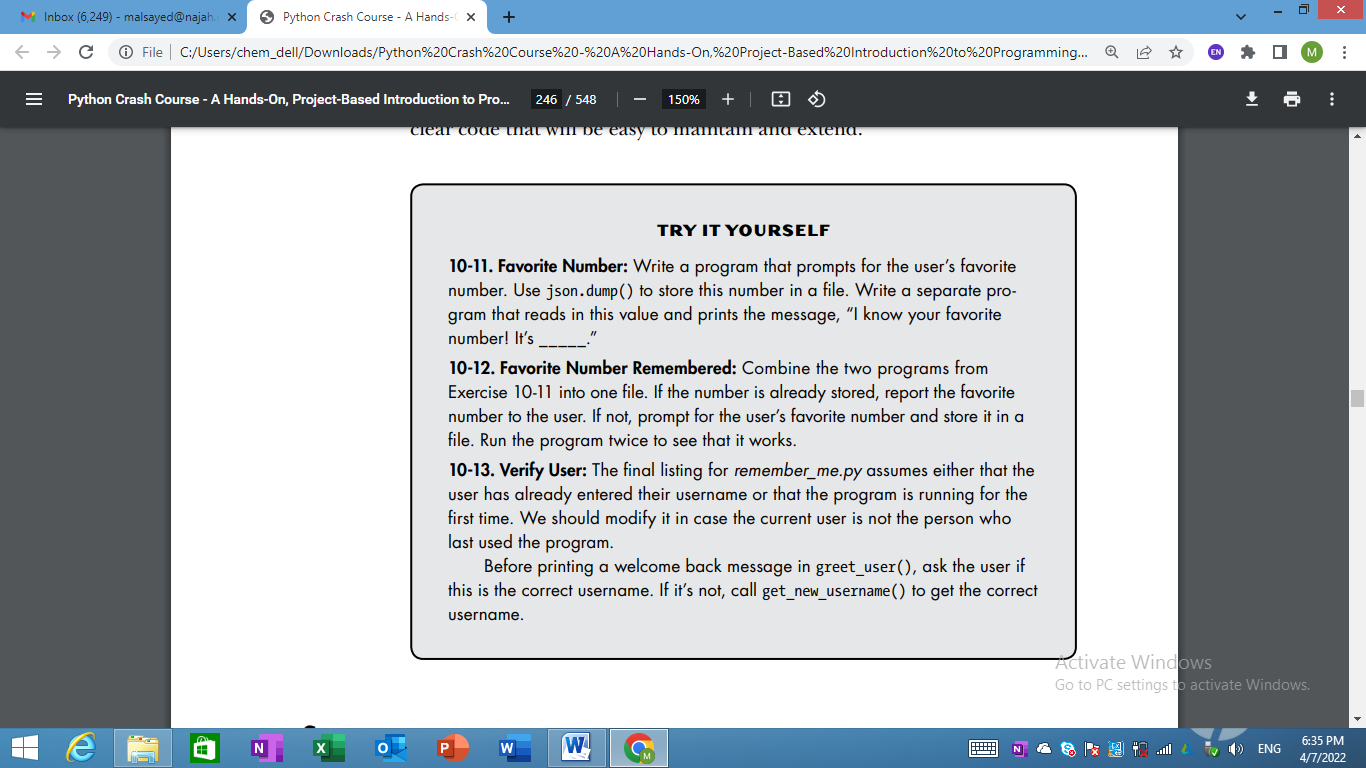 Inbox (6,249) - malsayed@najah.
Python Crash Course - A Hands-O
File
C:/Users/chem_dell/Downloads/Python%20Crash%20Course%20-%20A%20Hands-On,%20Project-Based%20Introduction%20to%20Programming...
EN
M
Python Crash Course - A Hands-On, Project-Based Introduction to Pro...
246 / 548
150%
clear code that will be easy to maintain and extend.
TRY IT YOURSELF
10-11. Favorite Number: Write a program that prompts for the user’s favorite
number. Use json.dump() to store this number in a file. Write a separate pro-
gram that reads in this value and prints the message, “I know your favorite
number! It’s _____.”
10-12. Favorite Number Remembered: Combine the two programs from
Exercise 10-11 into one file. If the number is already stored, report the favorite
number to the user. If not, prompt for the user’s favorite number and store it in a
file. Run the program twice to see that it works.
10-13. Verify User: The final listing for remember_me.py assumes either that the
user has already entered their username or that the program is running for the
first time. We should modify it in case the current user is not the person who
last used the program.
Before printing a welcome back message in greet_user(), ask the user if
this is the correct username. If it’s not, call get_new_username() to get the correct
username.
Activate Windows
Go to PC settings to activate Windows.
ENG
6:35 PM
4/7/2022